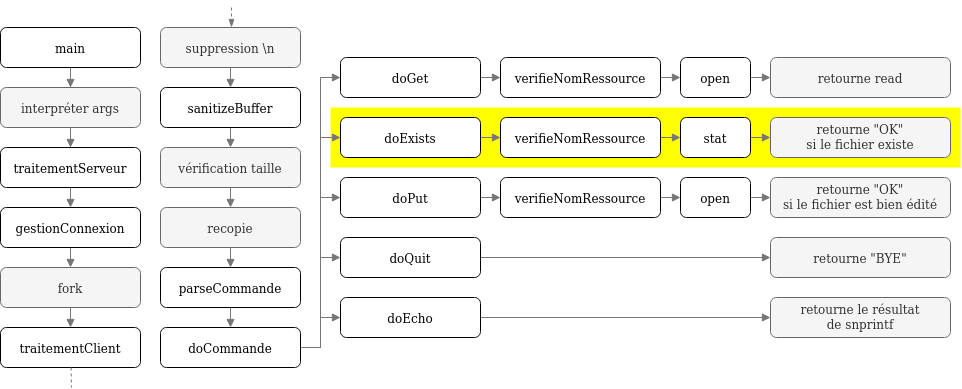 main
interpréter args
traitementServeur
gestionConnexion
fork
traitementClient
suppression \n
sanitizeBuffer
vérification taille
recopie
parseCommande
doCommande
doGet
verifieNomRessource
open
retourne read
doExists
verifieNomRessource
stat
retourne "OK"
si le fichier existe
doPut
verifieNomRessource
open
retourne "OK"
si le fichier est bien édité
doQuit
retourne "BYE"
doEcho
retourne le résultat
de snprintf